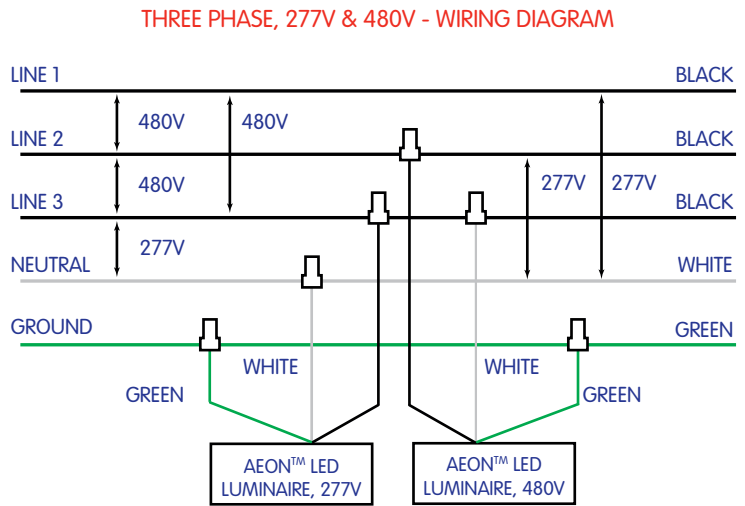 THREE PHASE, 277V & 480V - WIRING DIAGRAM
LINE 1
BLACK
480V
480V
LINE 2
BLACK
480V
277V
277V
LINE 3
BLACK
277V
NEUTRAL
WHITE
GROUND
GREEN
WHITE
WHITE
GREEN
GREEN
AEON™ LED
LUMINAIRE, 277V
AEON™ LED
LUMINAIRE, 480V